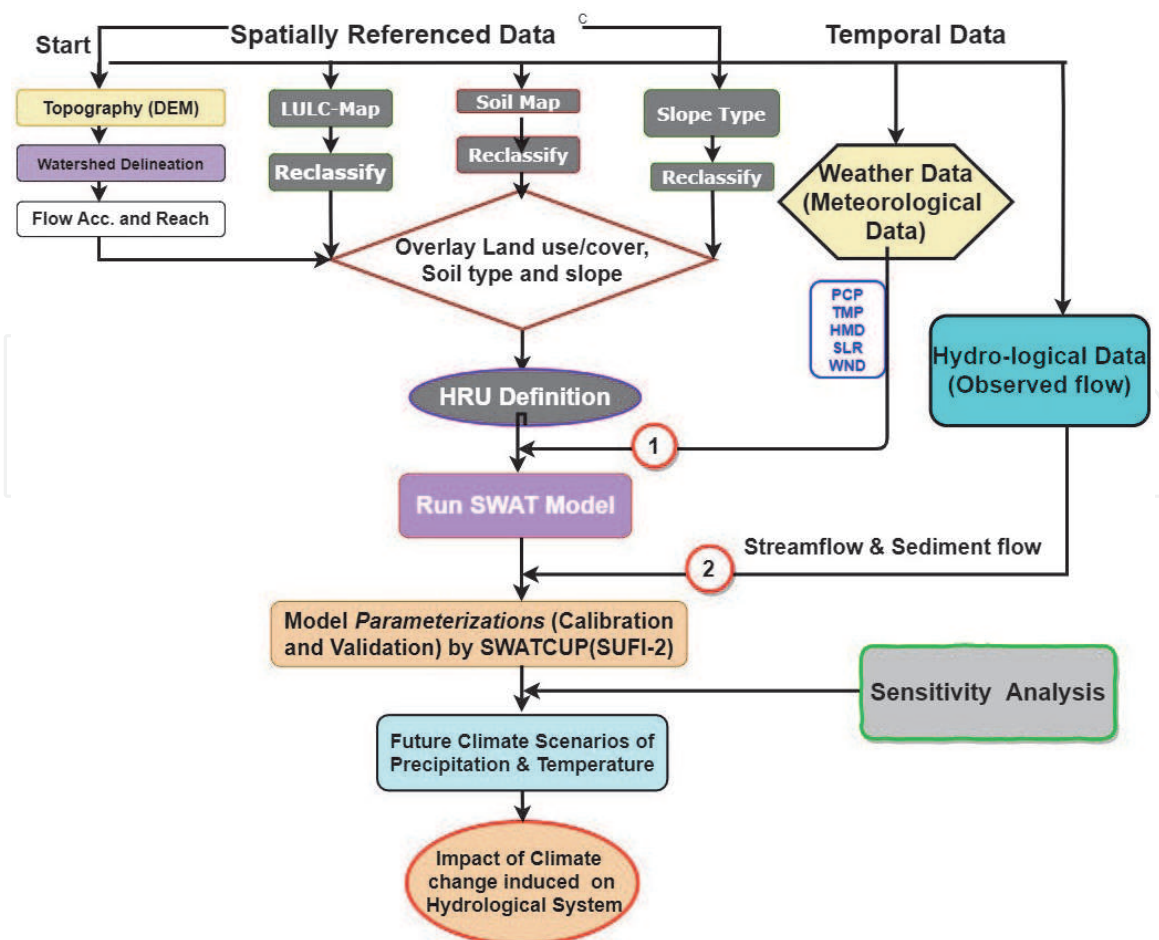 C
Start
Spatially Referenced Data
Temporal Data
Topography (DEM)
Watershed Delineation
Flow Acc. and Reach
LULC-Map
Reclassify
Soil Map
Reclassify
Slope Type
Reclassify
Weather Data
(Meteorological
Data)
Overlay Land use/cover,
Soil type and slope
PCP
TMP
HMD
SLR
WND
Hydro-logical Data
(Observed flow)
HRU Definition
1
Run SWAT Model
Streamflow & Sediment flow
2
Model Parameterizations (Calibration
and Validation) by SWATCUP(SUFI-2)
Sensitivity Analysis
Future Climate Scenarios of
Precipitation & Temperature
Impact of Climate
change induced on
Hydrological System